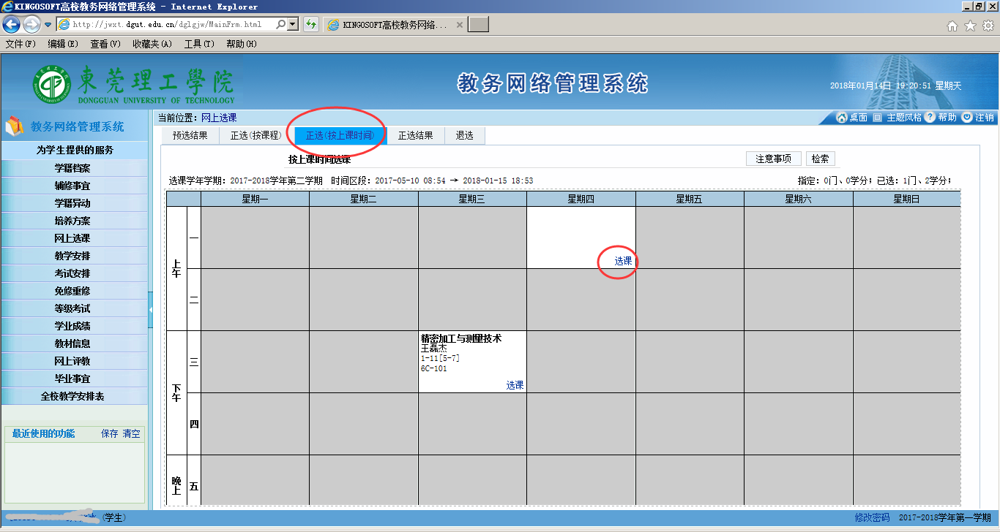 KINGOSOFT高校教务网络管理系统 - Internet Explorer
http://jwxt.dgut.edu.cn/dglgjw/MainFrm.html
KINGOSOFT高校教务网络...
文件(F) 编辑(E) 查看(V) 收藏夹(A) 工具(T) 帮助(H)
東莞理工學院
DONGGUAN UNIVERSITY OF TECHNOLOGY
教务网络管理系统
2018年01月14日 19:20:51 星期天
教务网络管理系统
当前位置：网上选课
桌面 主题风格 帮助 注销
预选结果 正选(按课程) 正选(按上课时间) 正选结果 退选
为学生提供的服务
学籍档案
辅修事宜
学籍异动
培养方案
网上选课
教学安排
考试安排
免修重修
等级考试
学业成绩
教材信息
网上评教
毕业事宜
全校教学安排表
最近使用的功能 保存 清空
按上课时间选课
注意事项 检索
选课学年学期：2017-2018学年第二学期 时间区段：2017-05-10 08:54 → 2018-01-15 18:53
指定：0门、0学分；已选：1门、2学分；
星期一 星期二 星期三 星期四 星期五 星期六 星期日
上午
一
选课
二
下午
三
精密加工与测量技术
王磊杰
1-11[5-7]
6C-101
选课
四
晚上
五
(学生)
修改密码 2017-2018学年第一学期